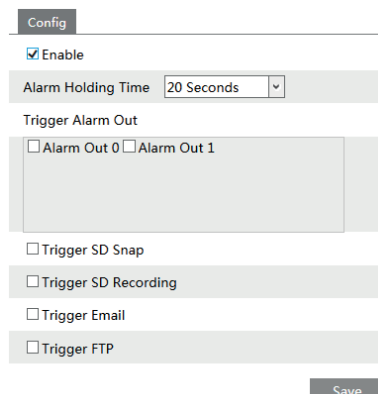 Config
Enable
Alarm Holding Time 20 Seconds
Trigger Alarm Out
Alarm Out 0 Alarm Out 1
Trigger SD Snap
Trigger SD Recording
Trigger Email
Trigger FTP
Save